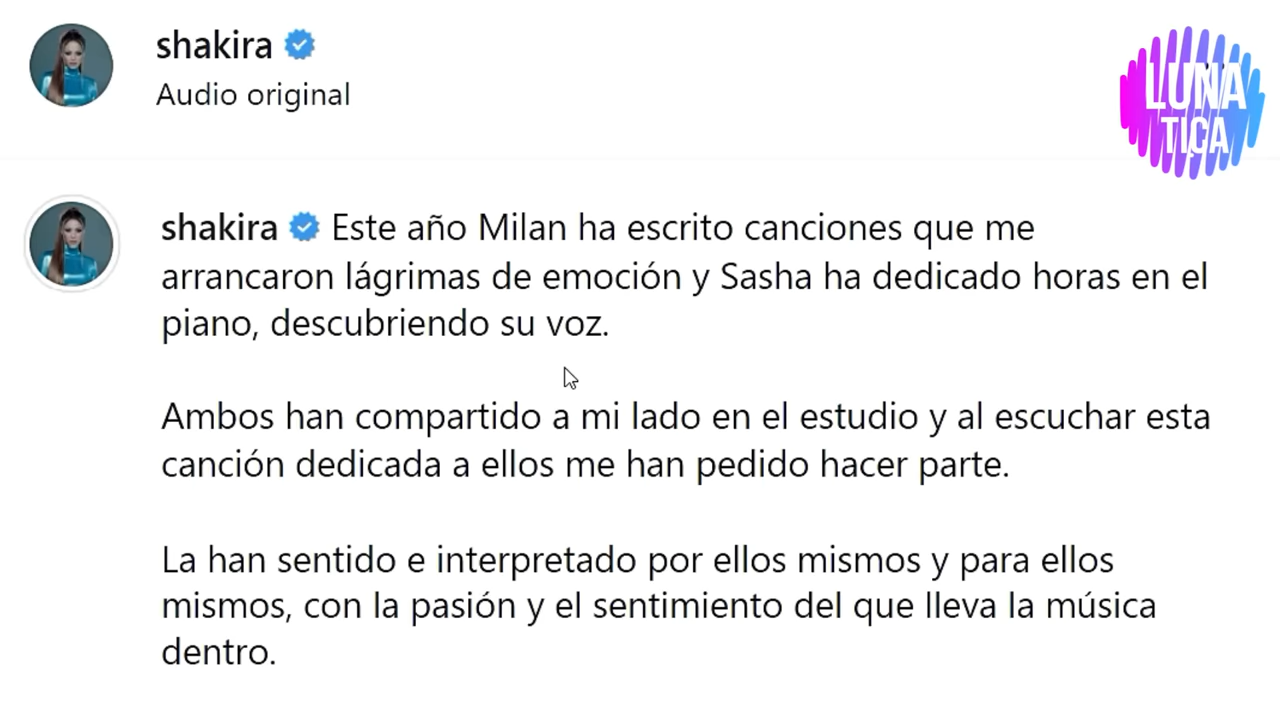 shakira
Audio original
LUNA
TICA
shakira Este año Milan ha escrito canciones que me
arrancaron lágrimas de emoción y Sasha ha dedicado horas en el
piano, descubriendo su voz.
Ambos han compartido a mi lado en el estudio y al escuchar esta
canción dedicada a ellos me han pedido hacer parte.
La han sentido e interpretado por ellos mismos y para ellos
mismos, con la pasión y el sentimiento del que lleva la música
dentro.